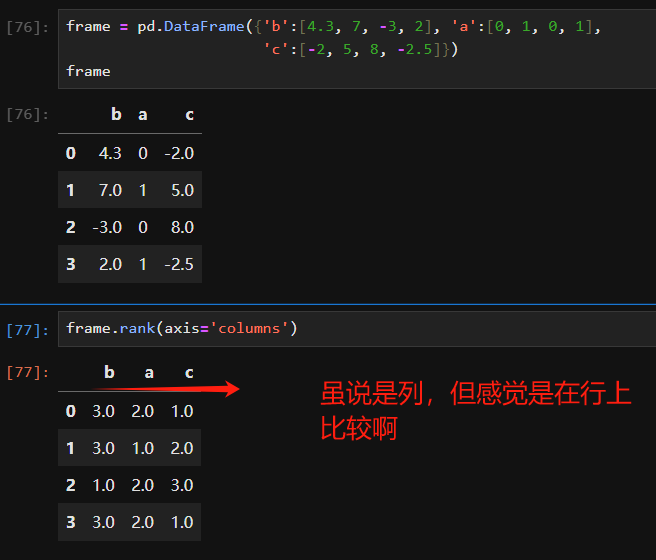 [76]: frame = pd.DataFrame({'b':[4.3, 7, -3, 2], 'a':[0, 1, 0, 1],
'c':[-2, 5, 8, -2.5]})
frame
[76]:
b a c
0 4.3 0 -2.0
1 7.0 1 5.0
2 -3.0 0 8.0
3 2.0 1 -2.5
[77]: frame.rank(axis='columns')
[77]:
b a c
0 3.0 2.0 1.0
1 3.0 1.0 2.0
2 1.0 2.0 3.0
3 3.0 2.0 1.0
虽说是列，但感觉是在行上
比较啊